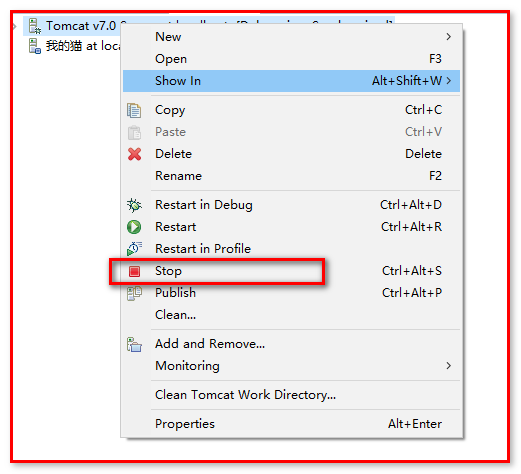 Tomcat v7.0
我的猫 at loca
New
Open F3
Show In Alt+Shift+W
Copy Ctrl+C
Paste Ctrl+V
Delete Delete
Rename F2
Restart in Debug Ctrl+Alt+D
Restart Ctrl+Alt+R
Restart in Profile
Stop Ctrl+Alt+S
Publish Ctrl+Alt+P
Clean...
Add and Remove...
Monitoring
Clean Tomcat Work Directory...
Properties Alt+Enter